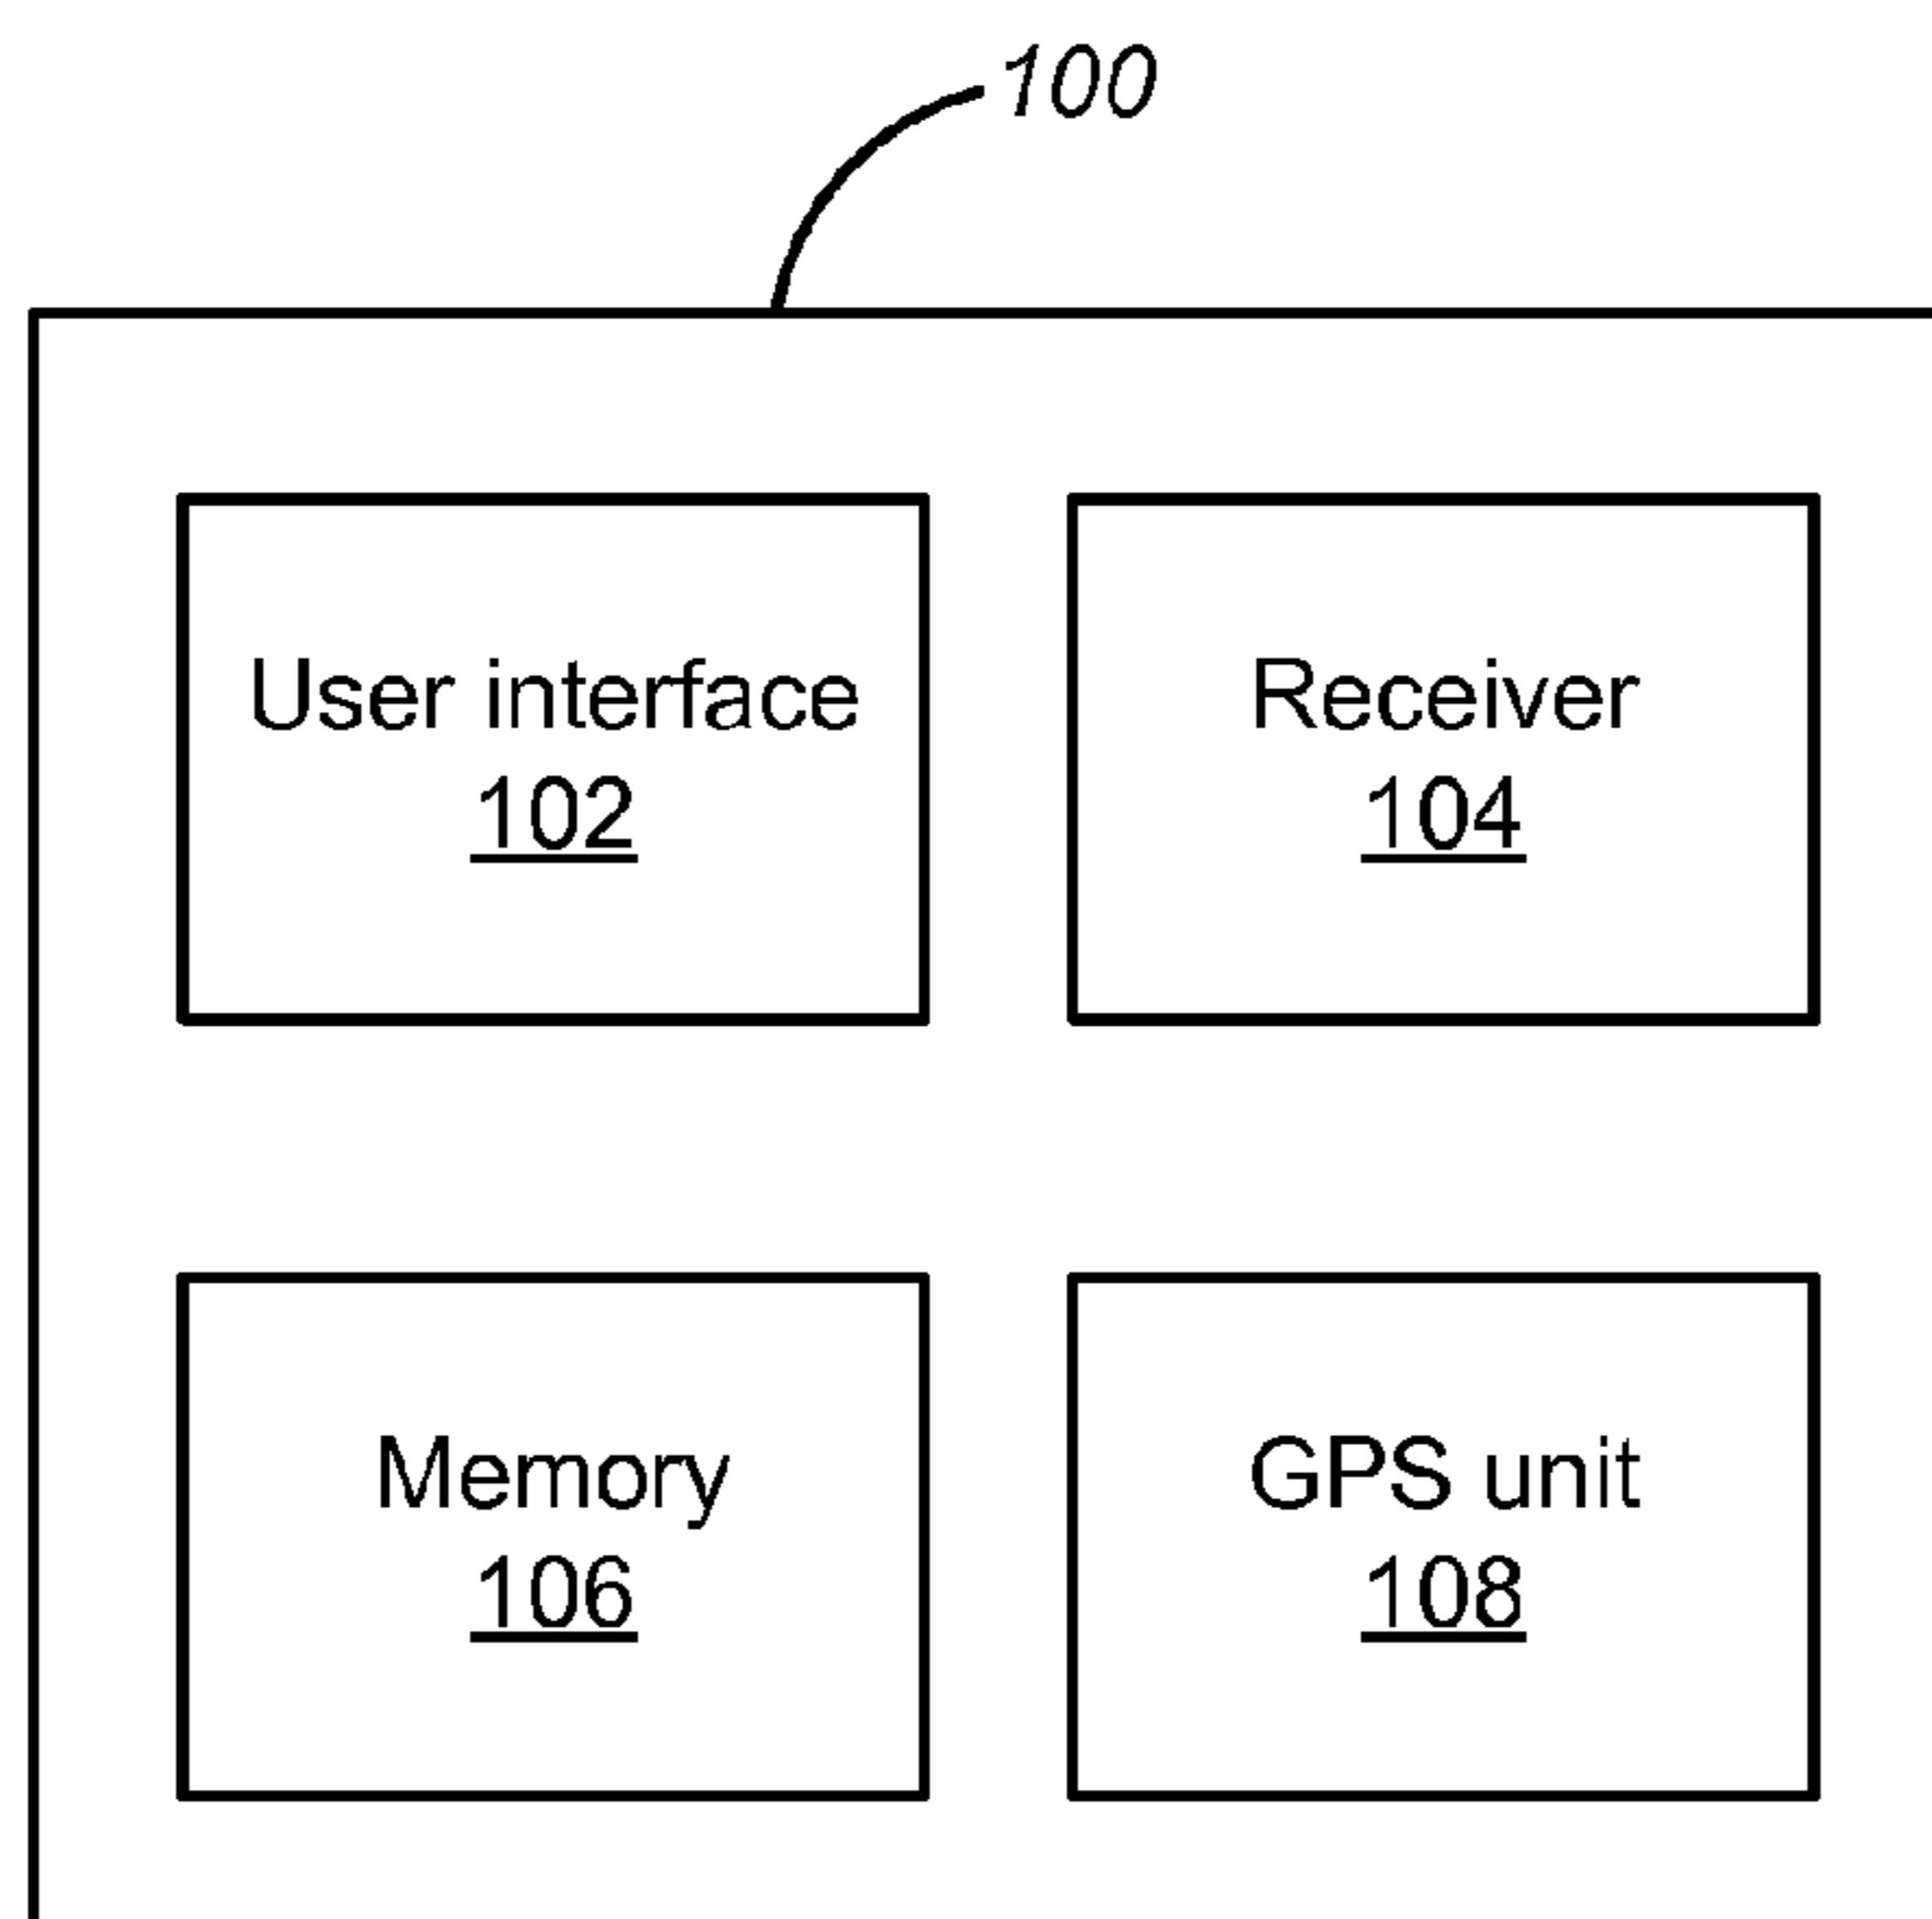 100
User interface
102
Receiver
104
Memory
106
GPS unit
108